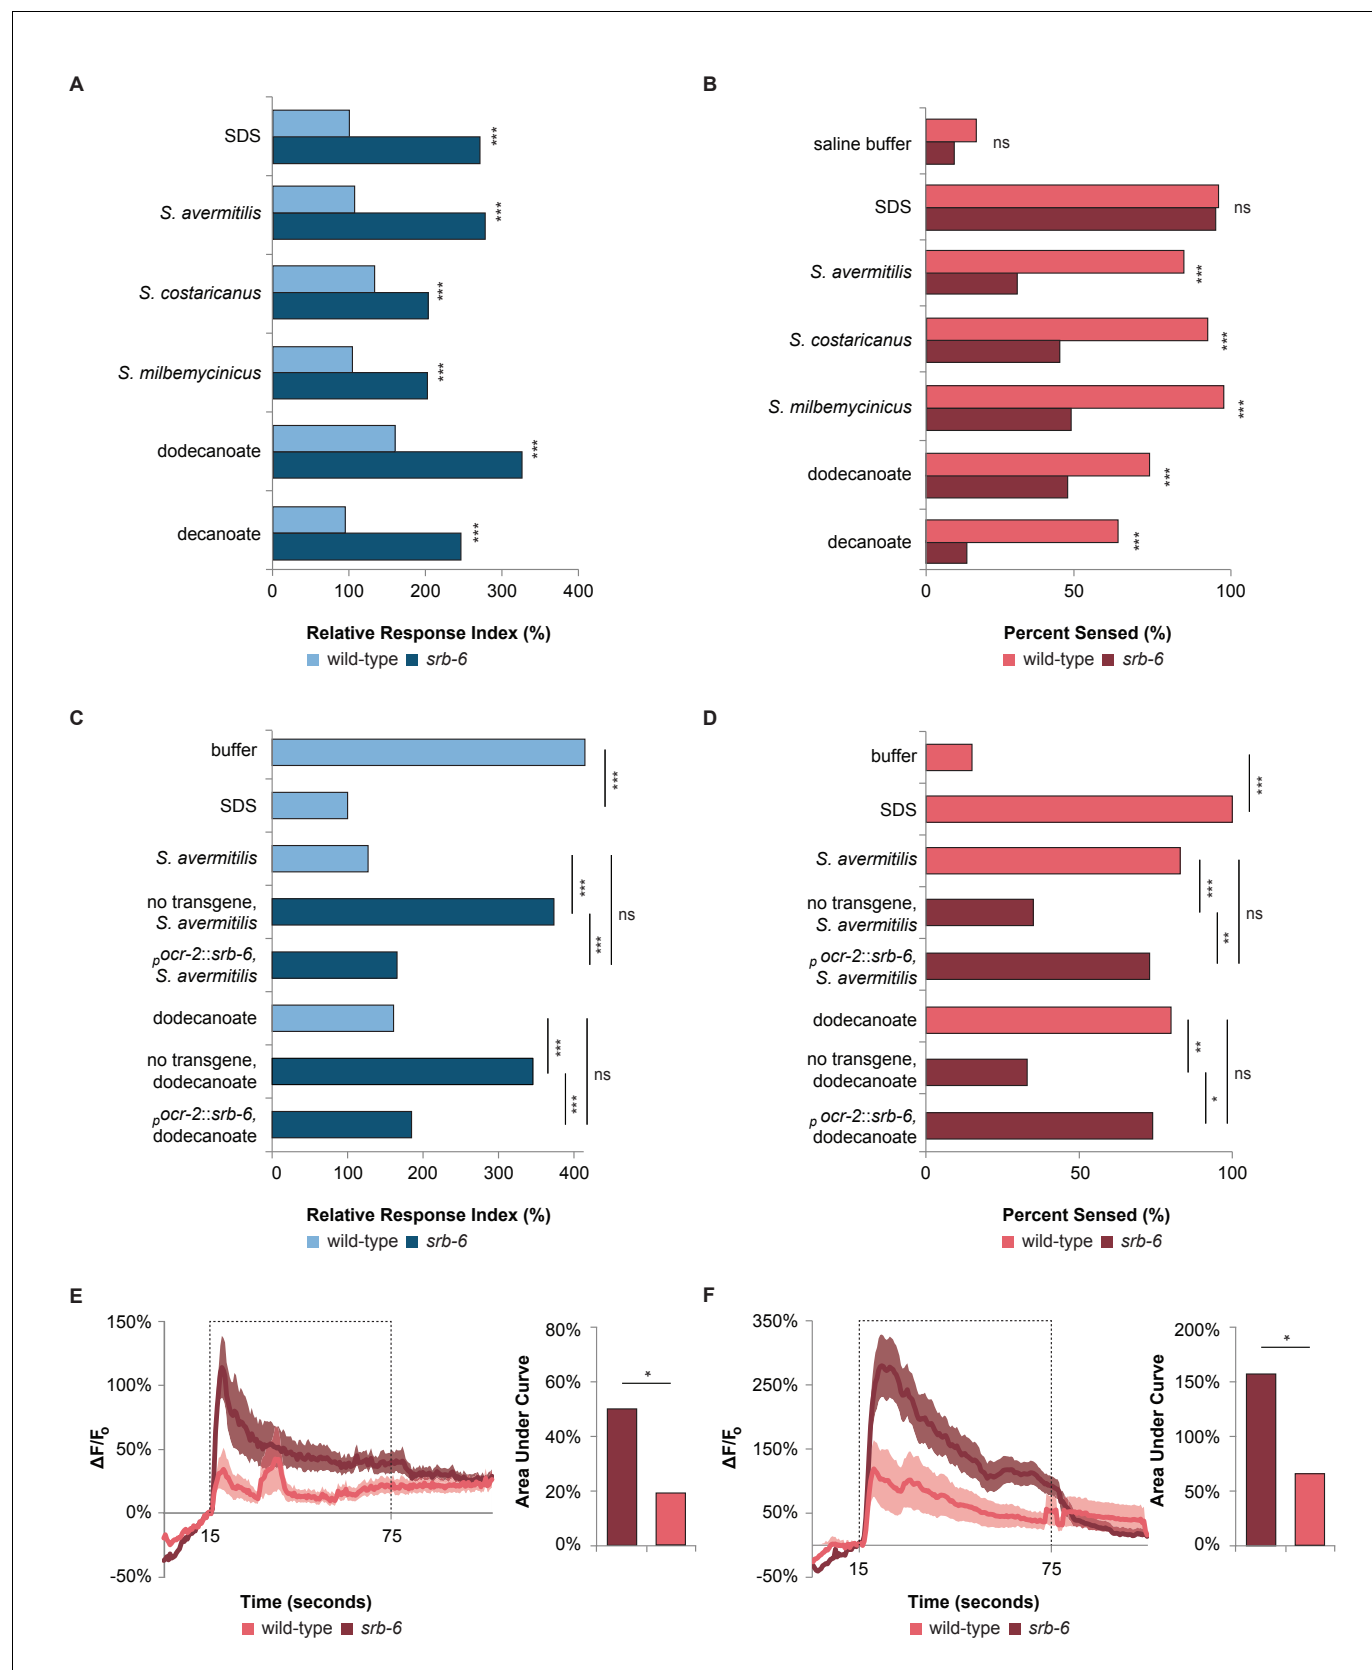 A
SDS
***
S. avermitilis
***
S. costaricanus
***
S. milbemycinicus
***
dodecanoate
***
decanoate
***
0 100 200 300 400
Relative Response Index (%)
wild-type srb-6
B
saline buffer
ns
SDS
ns
S. avermitilis
***
S. costaricanus
***
S. milbemycinicus
***
dodecanoate
***
decanoate
***
0 50 100
Percent Sensed (%)
wild-type srb-6
C
buffer
***
SDS
S. avermitilis
***
no transgene,
S. avermitilis
ns
***
pocr-2::srb-6,
S. avermitilis
dodecanoate
***
no transgene,
dodecanoate
ns
***
pocr-2::srb-6,
dodecanoate
0 100 200 300 400
Relative Response Index (%)
wild-type srb-6
D
buffer
***
SDS
S. avermitilis
***
no transgene,
S. avermitilis
ns
**
p ocr-2::srb-6,
S. avermitilis
dodecanoate
**
no transgene,
dodecanoate
ns
*
p ocr-2::srb-6,
dodecanoate
0 50 100
Percent Sensed (%)
wild-type srb-6
E
150%
100%
50%
0%
-50%
ΔF/F0
15 75
Time (seconds)
wild-type srb-6
80%
60%
40%
20%
0%
Area Under Curve
*
F
350%
250%
150%
50%
-50%
ΔF/F0
15 75
Time (seconds)
wild-type srb-6
200%
150%
100%
50%
0%
Area Under Curve
*